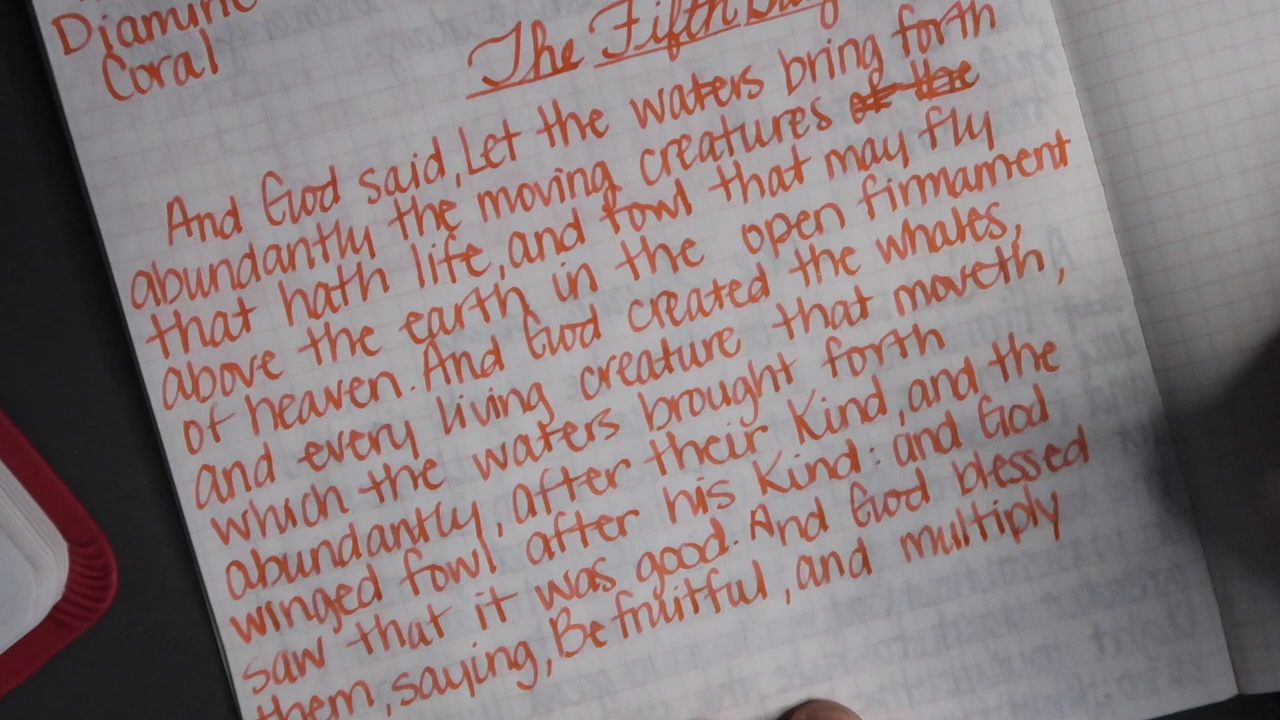 Diamine
Coral
The Fifth Day
And God said, Let the waters bring forth
abundantly the moving creatures
that hath life, and fowl that may fly
above the earth in the open firmament
of heaven. And God created the whales,
and every living creature that moveth,
which the waters brought forth
abundantly, after their Kind, and the
winged fowl after his Kind: and God
saw that it was good. And God blessed
them, saying, Be fruitful, and multiply